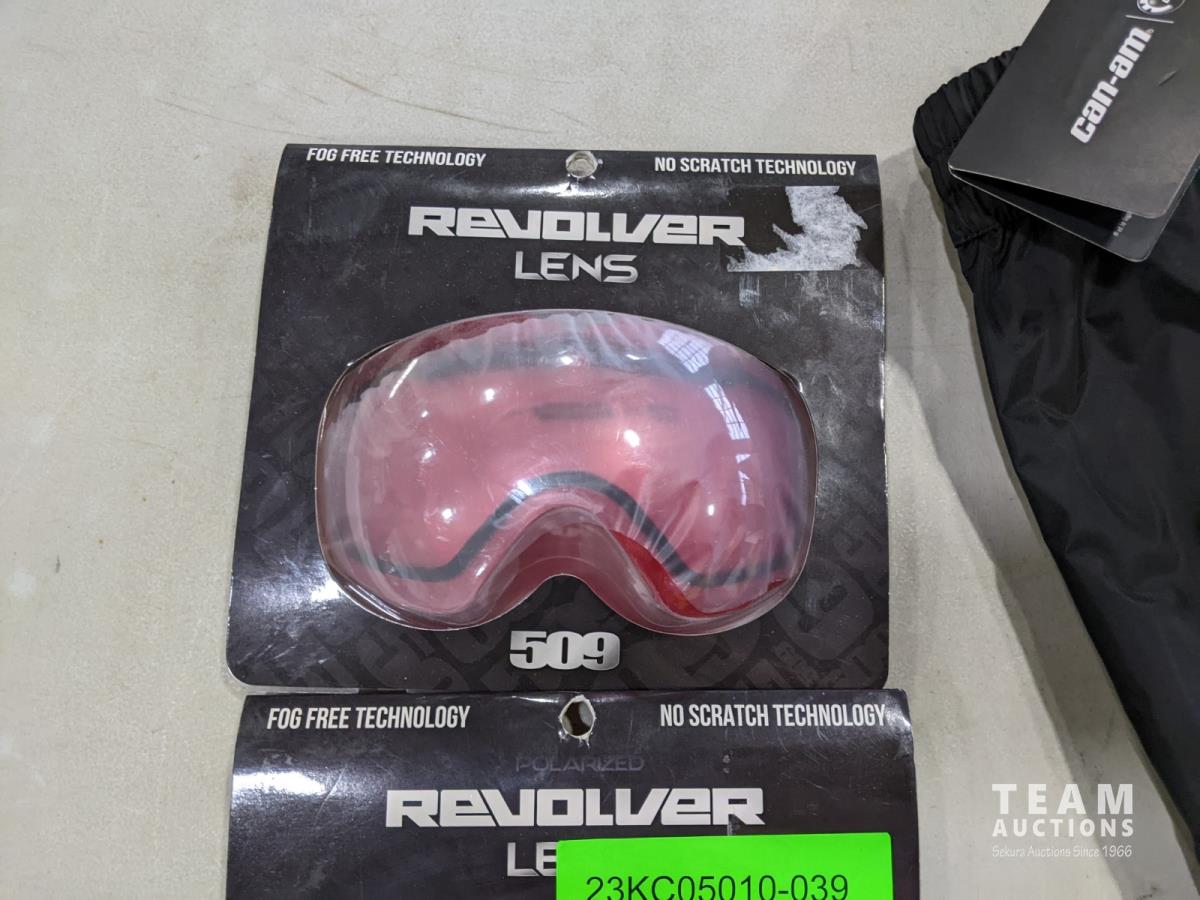 can-am
FOG FREE TECHNOLOGY
NO SCRATCH TECHNOLOGY
REVOLVER
LENS
509
FOG FREE TECHNOLOGY
NO SCRATCH TECHNOLOGY
POLARIZED
REVOLVER
LE
23KC05010-039
TEAM
AUCTIONS
Sekura Auctions Since 1966